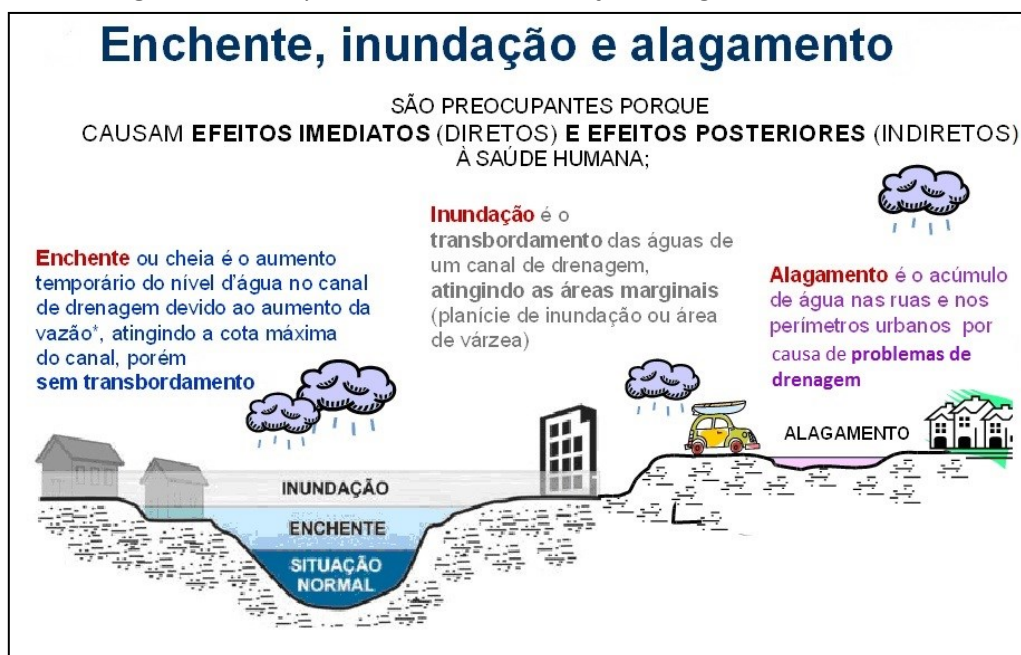 Enchente, inundação e alagamento
SÃO PREOCUPANTES PORQUE
CAUSAM EFEITOS IMEDIATOS (DIRETOS) E EFEITOS POSTERIORES (INDIRETOS)
À SAÚDE HUMANA;
Enchente ou cheia é o aumento
temporário do nível d'água no canal
de drenagem devido ao aumento da
vazão*, atingindo a cota máxima
do canal, porém
sem transbordamento
Inundação é o
transbordamento das águas de
um canal de drenagem,
atingindo as áreas marginais
(planície de inundação ou área
de várzea)
Alagamento é o acúmulo
de água nas ruas e nos
perímetros urbanos por
causa de problemas de
drenagem
ALAGAMENTO
INUNDAÇÃO
ENCHENTE
SITUAÇÃO
NORMAL